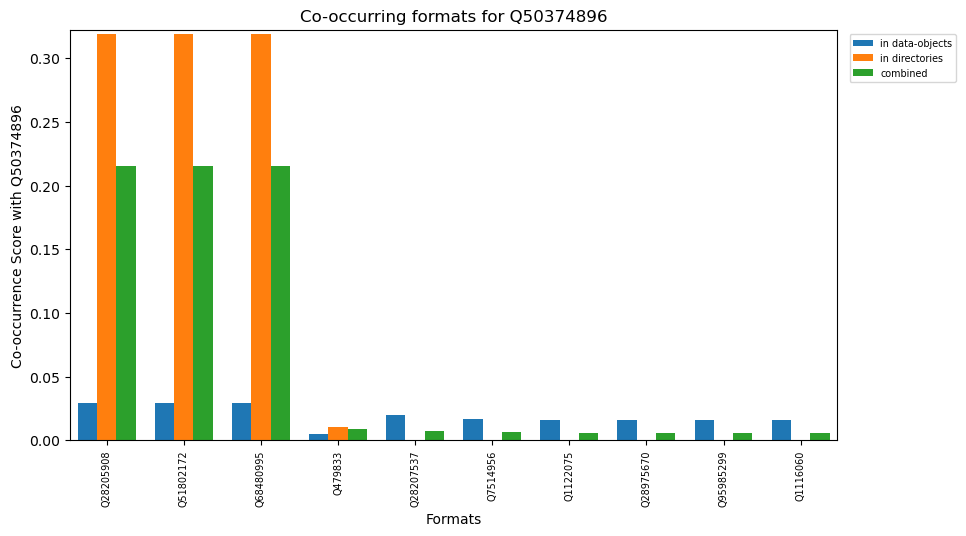 Co-occurring formats for Q50374896
in data-objects
in directories
combined
Co-occurrence Score with Q50374896
0.30
0.25
0.20
0.15
0.10
0.05
0.00
Q28205908
Q51802172
Q68480995
Q479833
Q28207537
Q7514956
Q1122075
Q28975670
Q95985299
Q1116060
Formats